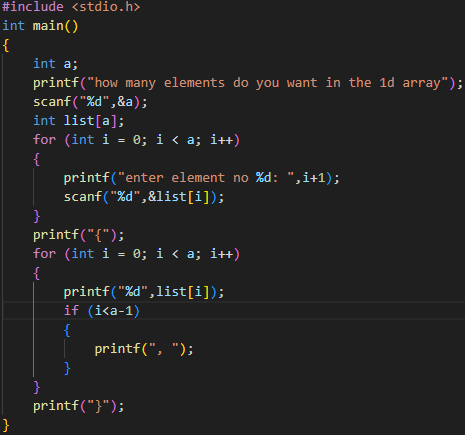 #include <stdio.h>
int main()
{
    int a;
    printf("how many elements do you want in the 1d array");
    scanf("%d",&a);
    int list[a];
    for (int i = 0; i < a; i++)
    {
        printf("enter element no %d: ",i+1);
        scanf("%d",&list[i]);
    }
    printf("{");
    for (int i = 0; i < a; i++)
    {
        printf("%d",list[i]);
        if (i<a-1)
        {
            printf(", ");
        }
    }
    printf("}");
}